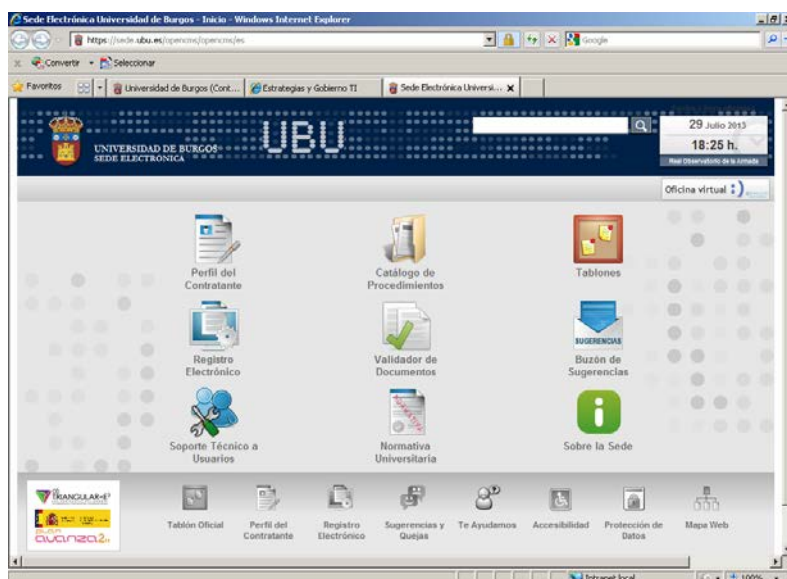 Sede Electrónica Universidad de Burgos - Inicio - Windows Internet Explorer
https://sede.ubu.es/opencms/opencms/es
Google
x Convertir Seleccionar
Favoritos
Universidad de Burgos (Cont...
Estrategias y Gobierno TI
Sede Electrónica Universi...
UNIVERSIDAD DE BURGOS
SEDE ELECTRÓNICA
UBU
29 Julio 2013
18:25 h.
Real Observatorio de la Armada
Oficina virtual :)
Perfil del
Contratante
Catálogo de
Procedimientos
Tablones
Registro
Electrónico
Validador de
Documentos
SUGERENCIAS
Buzón de
Sugerencias
Soporte Técnico a
Usuarios
NORMATIVA
Normativa
Universitaria
Sobre la Sede
TRIANGULAR-E³
PLAN
avanza2
Tablón Oficial
Perfil del
Contratante
Registro
Electrónico
Sugerencias y
Quejas
Te Ayudamos
Accesibilidad
Protección de
Datos
Mapa Web
Intranet local
100%